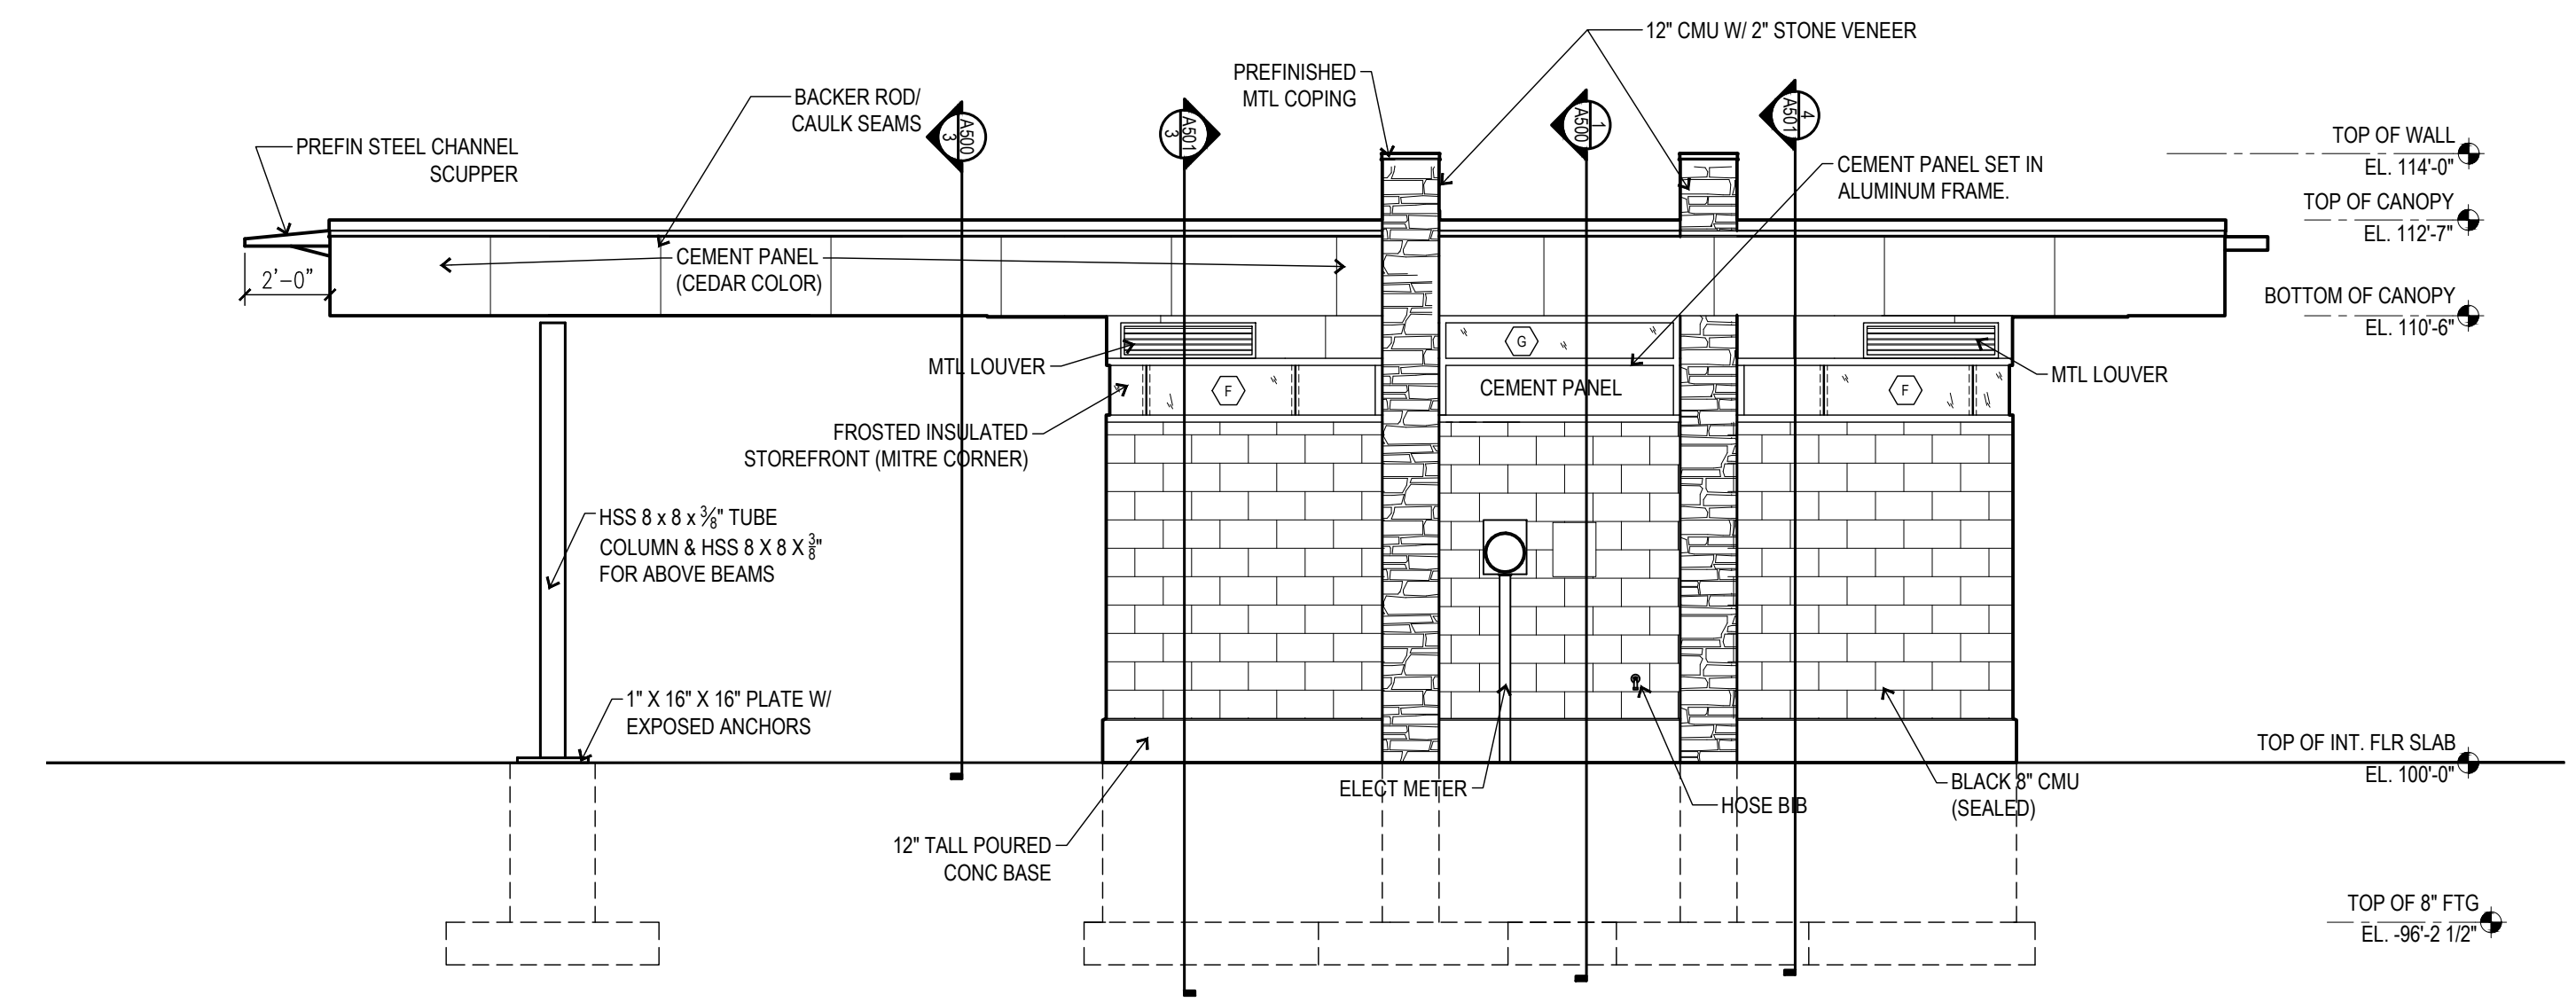 12" CMU W/ 2" STONE VENEER
PREFINISHED
MTL COPING
BACKER ROD/
CAULK SEAMS
PREFIN STEEL CHANNEL
SCUPPER
A500
3
A501
3
1
A500
4
A501
CEMENT PANEL SET IN
ALUMINUM FRAME.
TOP OF WALL
EL. 114'-0"
TOP OF CANOPY
EL. 112'-7"
2'-0"
CEMENT PANEL
(CEDAR COLOR)
BOTTOM OF CANOPY
EL. 110'-6"
MTL LOUVER
G
MTL LOUVER
F
CEMENT PANEL
F
FROSTED INSULATED
STOREFRONT (MITRE CORNER)
HSS 8 x 8 x 3/8" TUBE
COLUMN & HSS 8 X 8 X 3/8"
FOR ABOVE BEAMS
1" X 16" X 16" PLATE W/
EXPOSED ANCHORS
TOP OF INT. FLR SLAB
EL. 100'-0"
ELECT METER
HOSE BIB
BLACK 8" CMU
(SEALED)
12" TALL POURED
CONC BASE
TOP OF 8" FTG
EL. -96'-2 1/2"